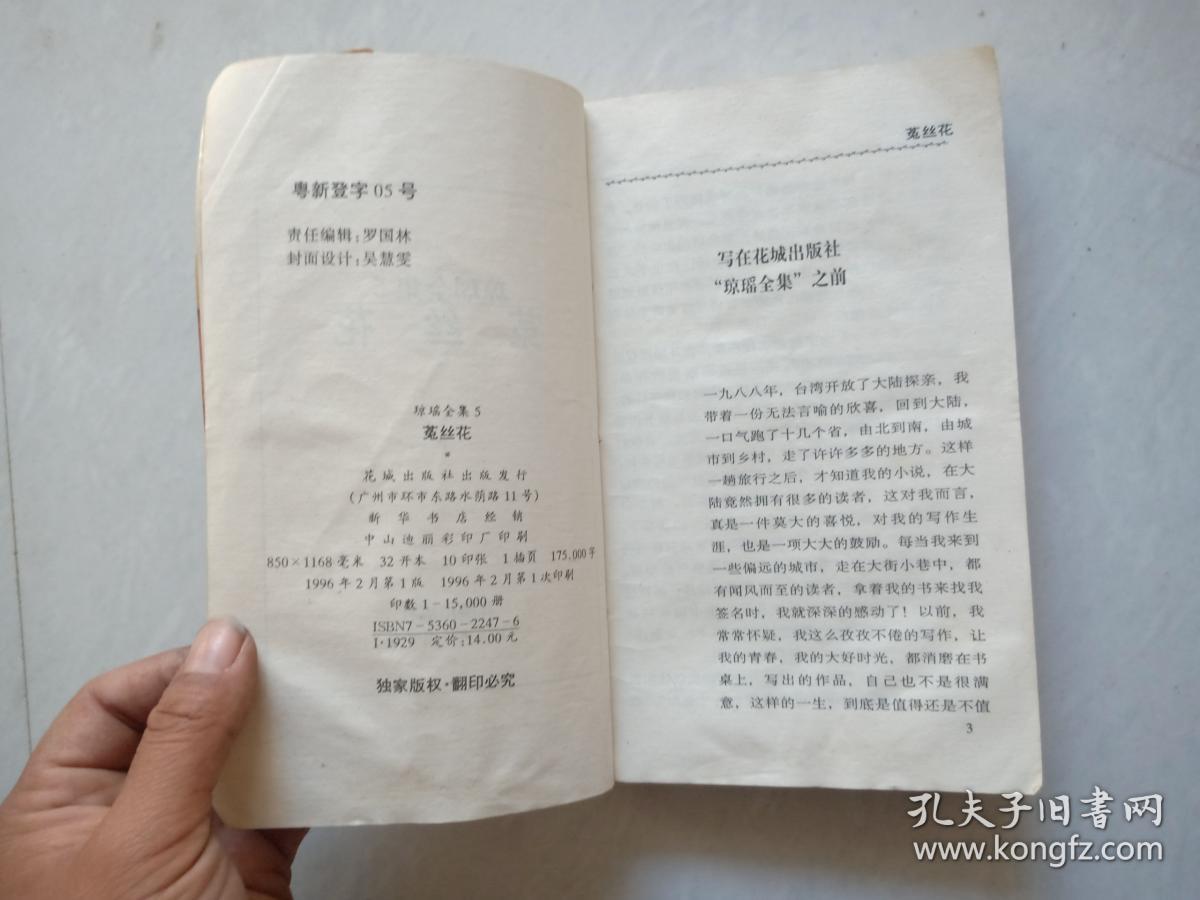 粤新登字05号
责任编辑：罗国林
封面设计：吴慧雯
琼瑶全集5
菟丝花
*
花城出版社出版发行
(广州市环市东路水荫路11号)
新华书店经销
中山迪丽彩印厂印刷
850×1168毫米 32开本 10印张 1插页 175,000字
1996年2月第1版 1996年2月第1次印刷
印数1-15,000册
ISBN7-5360-2247-6
I·1929 定价:14.00元
独家版权·翻印必究
菟丝花
写在花城出版社
“琼瑶全集”之前
一九八八年，台湾开放了大陆探亲，我
带着一份无法言喻的欣喜，回到大陆，
一口气跑了十几个省，由北到南，由城
市到乡村，走了许许多多的地方。这样
一趟旅行之后，才知道我的小说，在大
陆竟然拥有很多的读者，这对我而言，
真是一件莫大的喜悦，对我的写作生
涯，也是一项大大的鼓励。每当我来到
一些偏远的城市，走在大街小巷中，都
有闻风而至的读者，拿着我的书来找我
签名时，我就深深的感动了！以前，我
常常怀疑，我这么孜孜不倦的写作，让
我的青春，我的大好时光，都消磨在书
桌上，写出的作品，自己也不是很满
意，这样的一生，到底是值得还是不值
3
孔夫子旧書网
www.kongfz.com